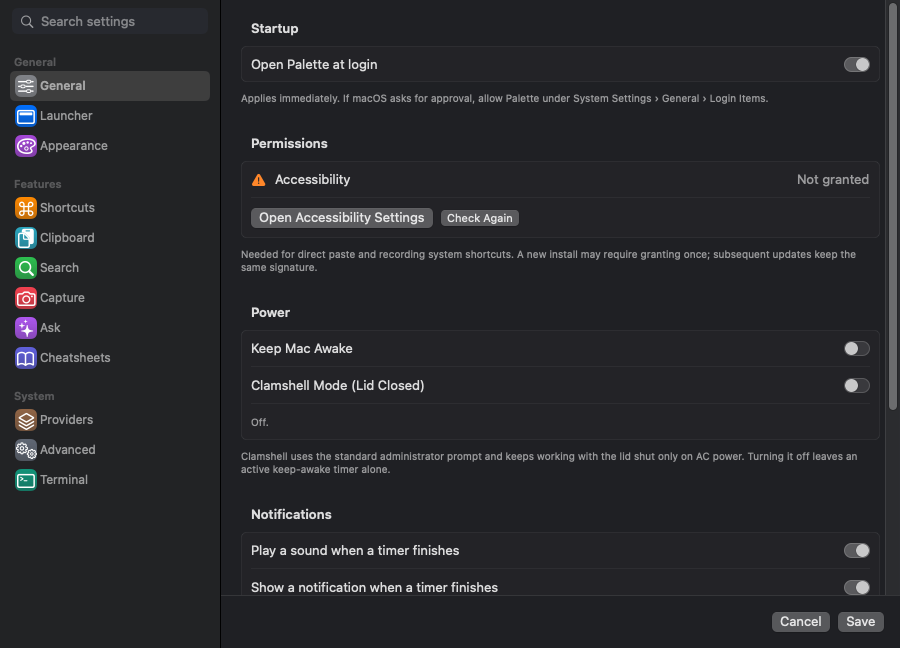 Search settings
General
General
Launcher
Appearance
Features
Shortcuts
Clipboard
Search
Capture
Ask
Cheatsheets
System
Providers
Advanced
Terminal
Startup
Open Palette at login
Applies immediately. If macOS asks for approval, allow Palette under System Settings › General › Login Items.
Permissions
Accessibility
Not granted
Open Accessibility Settings
Check Again
Needed for direct paste and recording system shortcuts. A new install may require granting once; subsequent updates keep the
same signature.
Power
Keep Mac Awake
Clamshell Mode (Lid Closed)
Off.
Clamshell uses the standard administrator prompt and keeps working with the lid shut only on AC power. Turning it off leaves an
active keep-awake timer alone.
Notifications
Play a sound when a timer finishes
Show a notification when a timer finishes
Cancel
Save